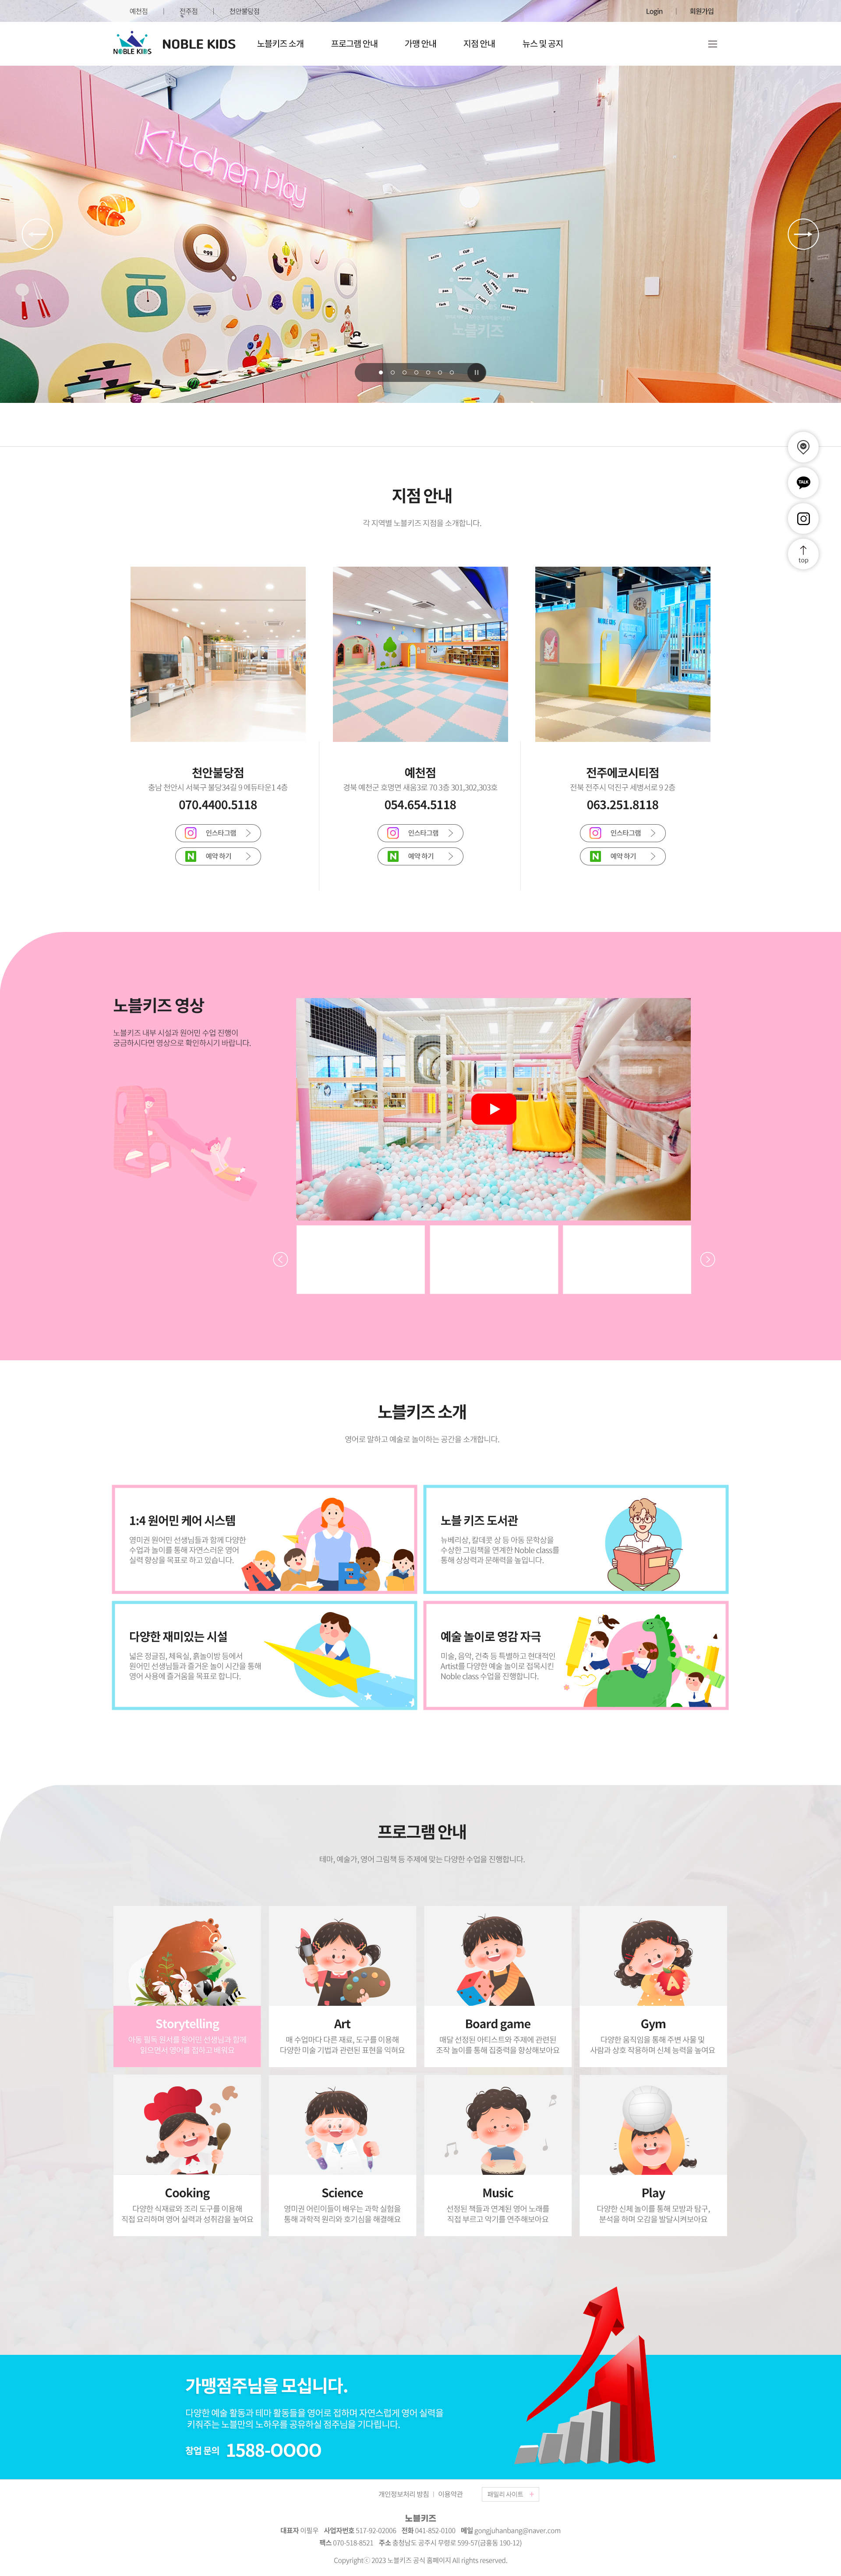 예천점 | 전주점 | 천안불당점
Login | 회원가입
NOBLE KIDS
NOBLE KIDS
노블키즈 소개
프로그램 안내
가맹 안내
지점 안내
뉴스 및 공지
Kitchen Play
egg
노블키즈
TALK
top
지점 안내
각 지역별 노블키즈 지점을 소개합니다.
NOBLE KIDS
천안불당점
충남 천안시 서북구 불당34길 9 에듀타운1 4층
070.4400.5118
인스타그램
예약 하기
예천점
경북 예천군 호명면 새움3로 70 3층 301,302,303호
054.654.5118
인스타그램
예약 하기
전주에코시티점
전북 전주시 덕진구 세병서로 9 2층
063.251.8118
인스타그램
예약 하기
노블키즈 영상
노블키즈 내부 시설과 원어민 수업 진행이
궁금하시다면 영상으로 확인하시기 바랍니다.
노블키즈 소개
영어로 말하고 예술로 놀이하는 공간을 소개합니다.
1:4 원어민 케어 시스템
영미권 원어민 선생님들과 함께 다양한
수업과 놀이를 통해 자연스러운 영어
실력 향상을 목표로 하고 있습니다.
A
B
노블 키즈 도서관
뉴베리상, 칼데콧 상 등 아동 문학상을
수상한 그림책을 연계한 Noble class를
통해 상상력과 문해력을 높입니다.
다양한 재미있는 시설
넓은 정글짐, 체육실, 흙놀이방 등에서
원어민 선생님들과 즐거운 놀이 시간을 통해
영어 사용에 즐거움을 목표로 합니다.
예술 놀이로 영감 자극
미술, 음악, 건축 등 특별하고 현대적인
Artist를 다양한 예술 놀이로 접목시킨
Noble class 수업을 진행합니다.
프로그램 안내
테마, 예술가, 영어 그림책 등 주제에 맞는 다양한 수업을 진행합니다.
Storytelling
아동 필독 원서를 원어민 선생님과 함께
읽으면서 영어를 접하고 배워요
Art
매 수업마다 다른 재료, 도구를 이용해
다양한 미술 기법과 관련된 표현을 익혀요
Board game
매달 선정된 아티스트와 주제에 관련된
조작 놀이를 통해 집중력을 향상해보아요
A
Gym
다양한 움직임을 통해 주변 사물 및
사람과 상호 작용하며 신체 능력을 높여요
Cooking
다양한 식재료와 조리 도구를 이용해
직접 요리하며 영어 실력과 성취감을 높여요
Science
영미권 어린이들이 배우는 과학 실험을
통해 과학적 원리와 호기심을 해결해요
Music
선정된 책들과 연계된 영어 노래를
직접 부르고 악기를 연주해보아요
Play
다양한 신체 놀이를 통해 모방과 탐구,
분석을 하며 오감을 발달시켜보아요
가맹점주님을 모십니다.
다양한 예술 활동과 테마 활동들을 영어로 접하며 자연스럽게 영어 실력을
키워주는 노블만의 노하우를 공유하실 점주님을 기다립니다.
창업 문의 1588-OOOO
개인정보처리 방침 | 이용약관
패밀리 사이트 +
노블키즈
대표자 이필우 사업자번호 517-92-02006 전화 041-852-0100 메일 gongjuhanbang@naver.com
팩스 070-518-8521 주소 충청남도 공주시 무령로 599-57(금흥동 190-12)
Copyrightⓒ 2023 노블키즈 공식 홈페이지 All rights reserved.